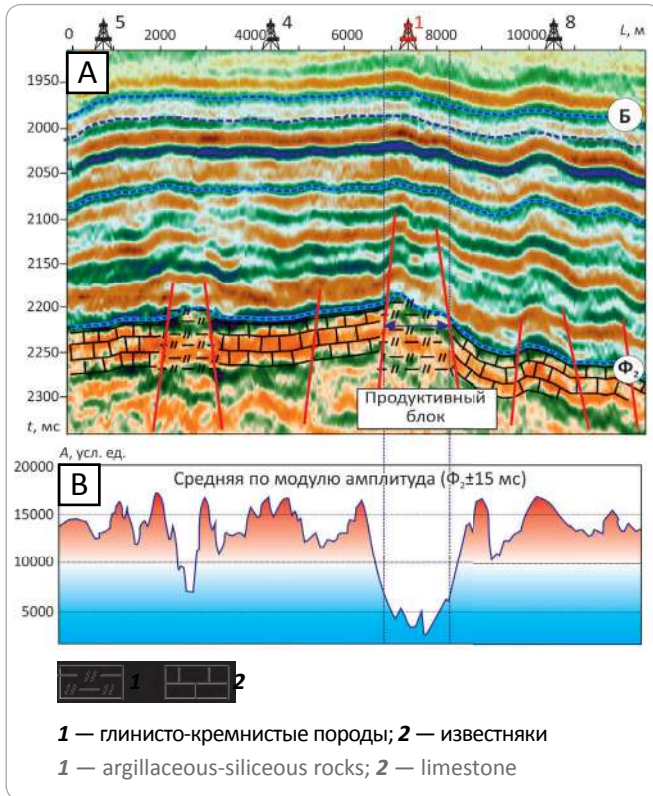 5 4 1 8
0 2000 4000 6000 8000 10000 L, м
A
1950
Б
2000
2050
2100
2150
2200
2250
Ф₂
2300
Продуктивный
блок
t, мс
A, усл. ед.
20000
B
Средняя по модулю амплитуда (Ф₂±15 мс)
15000
10000
5000
1 2
1 — глинисто-кремнистые породы; 2 — известняки
1 — argillaceous-siliceous rocks; 2 — limestone